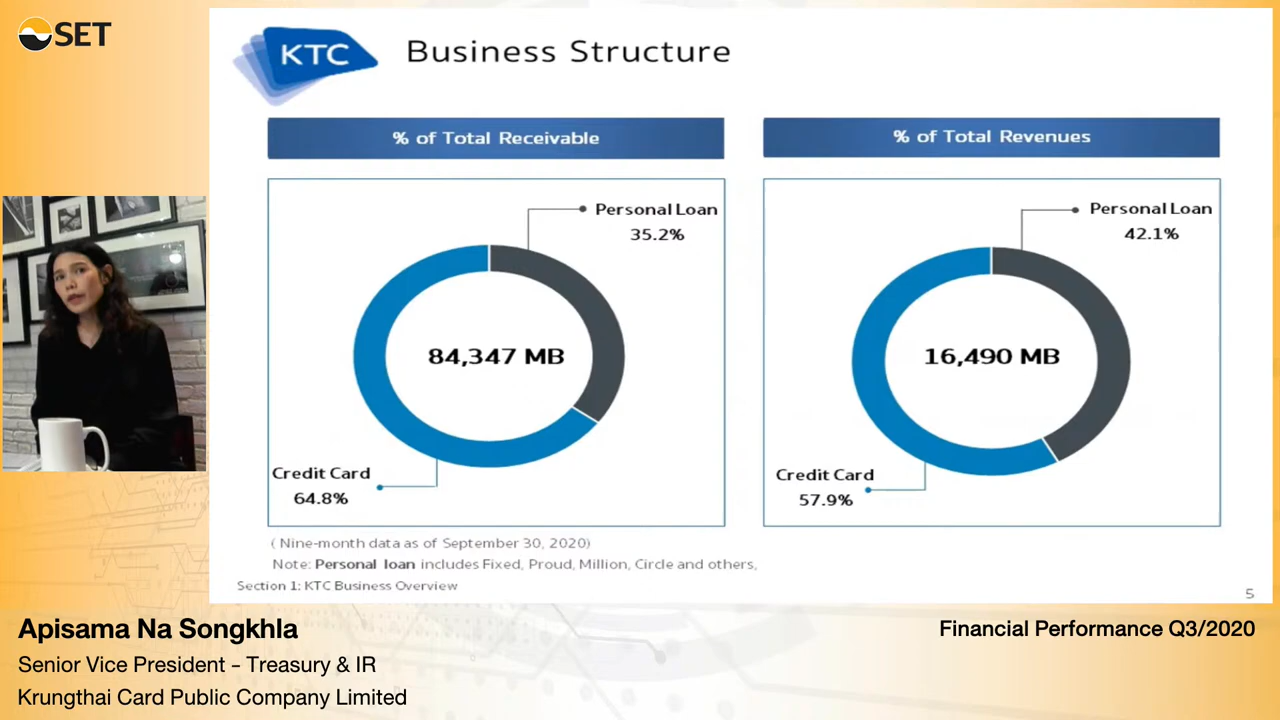 SET
KTC
Business Structure
% of Total Receivable
% of Total Revenues
Personal Loan
35.2%
84,347 MB
Credit Card
64.8%
Personal Loan
42.1%
16,490 MB
Credit Card
57.9%
( Nine-month data as of September 30, 2020)
Note: Personal loan includes Fixed, Proud, Million, Circle and others,
Section 1: KTC Business Overview
5
Apisama Na Songkhla
Senior Vice President - Treasury & IR
Krungthai Card Public Company Limited
Financial Performance Q3/2020